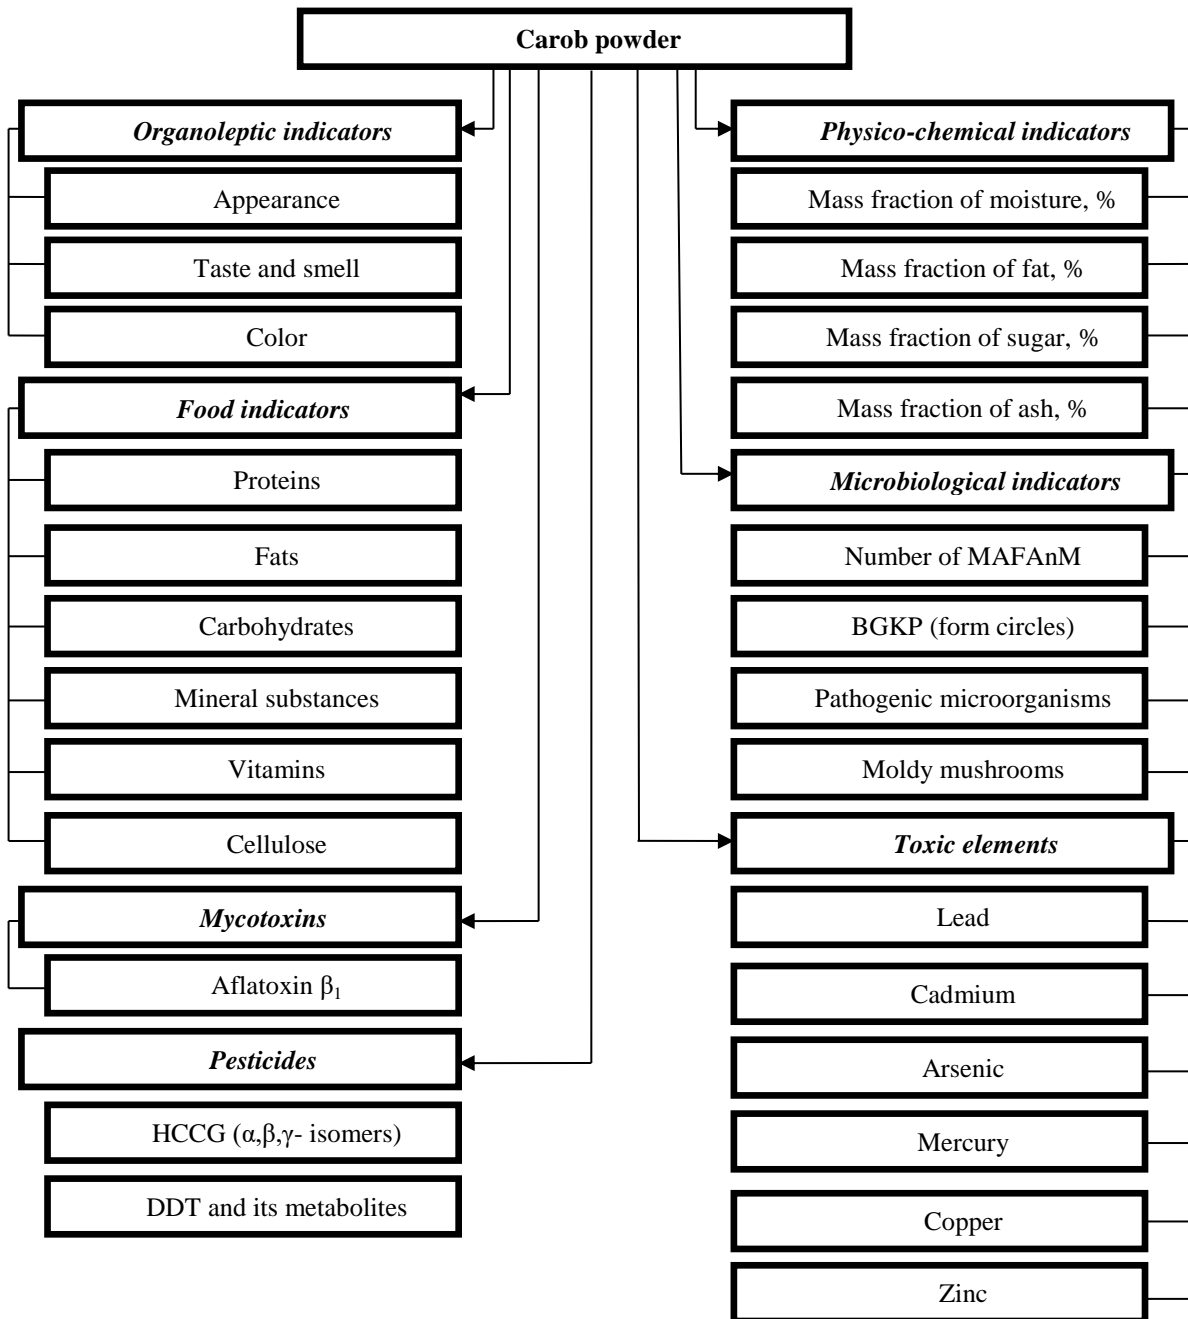 Carob powder
Organoleptic indicators
Appearance
Taste and smell
Color
Food indicators
Proteins
Fats
Carbohydrates
Mineral substances
Vitamins
Cellulose
Mycotoxins
Aflatoxin β₁
Pesticides
HCCG (α,β,γ- isomers)
DDT and its metabolites
Physico-chemical indicators
Mass fraction of moisture, %
Mass fraction of fat, %
Mass fraction of sugar, %
Mass fraction of ash, %
Microbiological indicators
Number of MAFAnM
BGKP (form circles)
Pathogenic microorganisms
Moldy mushrooms
Toxic elements
Lead
Cadmium
Arsenic
Mercury
Copper
Zinc